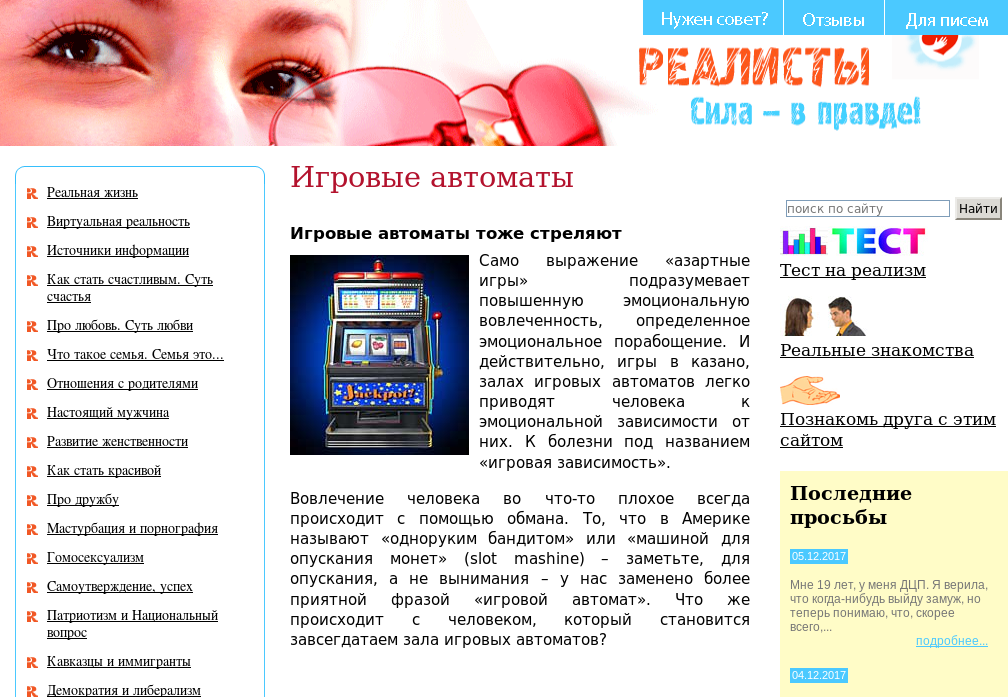 Нужен совет?
Отзывы
Для писем
РЕАЛИСТЫ
Сила – в правде!
Реальная жизнь
Виртуальная реальность
Источники информации
Как стать счастливым. Суть
счастья
Про любовь. Суть любви
Что такое семья. Семья это...
Отношения с родителями
Настоящий мужчина
Развитие женственности
Как стать красивой
Про дружбу
Мастурбация и порнография
Гомосексуализм
Самоутверждение, успех
Патриотизм и Национальный
вопрос
Кавказцы и иммигранты
Демократия и либерализм
Игровые автоматы
Игровые автоматы тоже стреляют
Jackpot?
Само выражение «азартные
игры» подразумевает
повышенную эмоциональную
вовлеченность, определенное
эмоциональное порабощение. И
действительно, игры в казано,
залах игровых автоматов легко
приводят человека к
эмоциональной зависимости от
них. К болезни под названием
«игровая зависимость».
Вовлечение человека во что-то плохое всегда
происходит с помощью обмана. То, что в Америке
называют «одноруким бандитом» или «машиной для
опускания монет» (slot mashine) – заметьте, для
опускания, а не вынимания – у нас заменено более
приятной фразой «игровой автомат». Что же
происходит с человеком, который становится
завсегдатаем зала игровых автоматов?
поиск по сайту
Найти
ТЕСТ
Тест на реализм
Реальные знакомства
Познакомь друга с этим
сайтом
Последние
просьбы
05.12.2017
Мне 19 лет, у меня ДЦП. Я верила,
что когда-нибудь выйду замуж, но
теперь понимаю, что, скорее
всего,...
подробнее...
04.12.2017